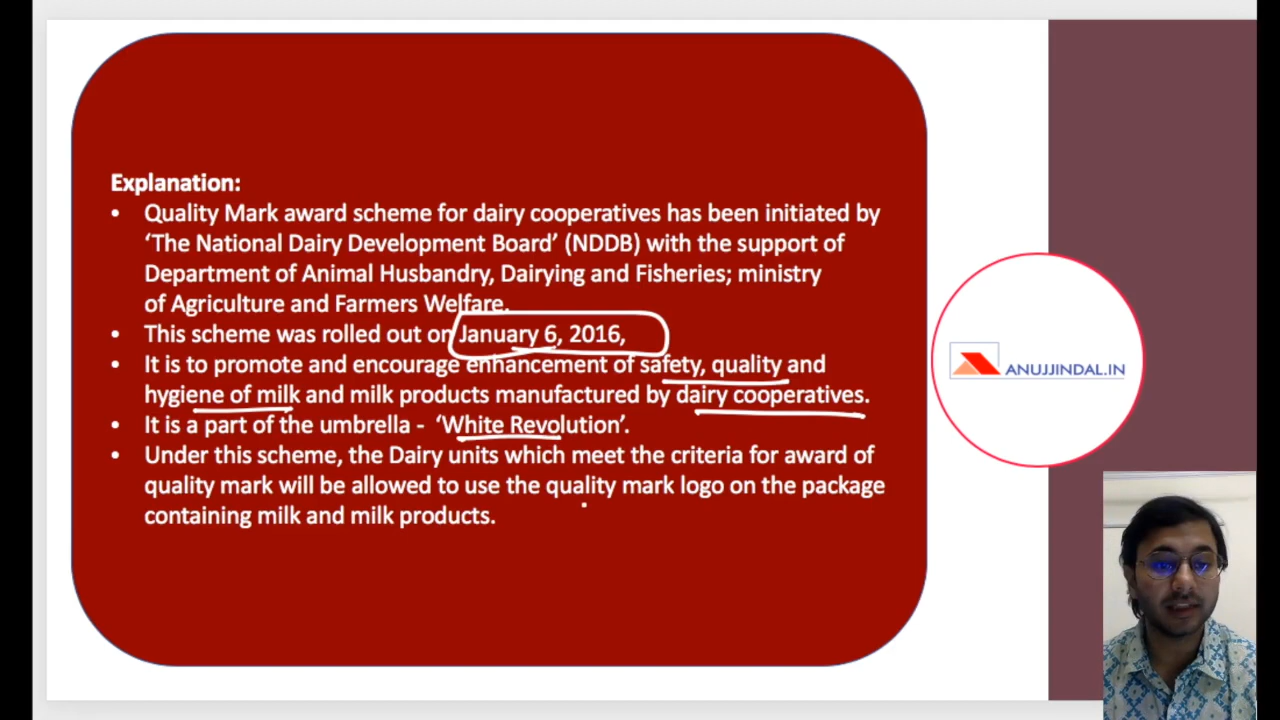 Explanation:
• Quality Mark award scheme for dairy cooperatives has been initiated by
‘The National Dairy Development Board’ (NDDB) with the support of
Department of Animal Husbandry, Dairying and Fisheries; ministry
of Agriculture and Farmers Welfare.
• This scheme was rolled out on January 6, 2016,
• It is to promote and encourage enhancement of safety, quality and
hygiene of milk and milk products manufactured by dairy cooperatives.
• It is a part of the umbrella - ‘White Revolution’.
• Under this scheme, the Dairy units which meet the criteria for award of
quality mark will be allowed to use the quality mark logo on the package
containing milk and milk products.
ANUJJINDAL.IN